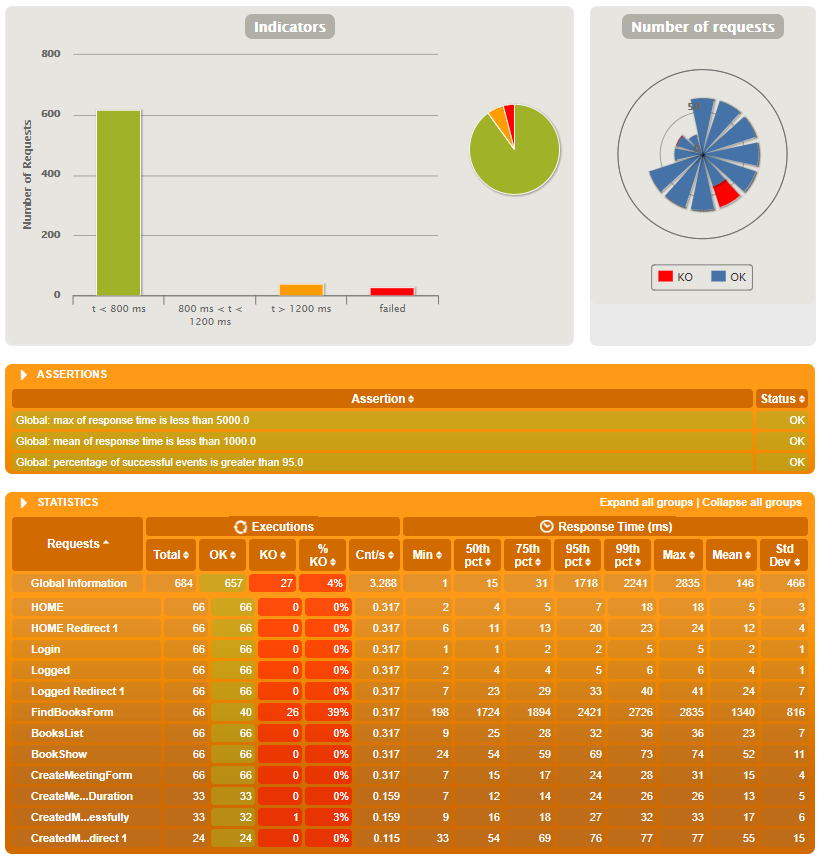 Indicators
800
600
400
200
0
Number of Requests
t < 800 ms
800 ms < t < 1200 ms
t > 1200 ms
failed
Number of requests
KO OK
ASSERTIONS
Assertion Status
Global: max of response time is less than 5000.0 OK
Global: mean of response time is less than 1000.0 OK
Global: percentage of successful events is greater than 95.0 OK
STATISTICS Expand all groups | Collapse all groups
Requests Executions Response Time (ms)
Total OK KO % KO Cnt/s Min 50th pct 75th pct 95th pct 99th pct Max Mean Std Dev
Global Information 684 657 27 4% 3.288 1 15 31 1718 2241 2835 146 466
HOME 66 66 0 0% 0.317 2 4 5 7 18 18 5 3
HOME Redirect 1 66 66 0 0% 0.317 6 11 13 20 23 24 12 4
Login 66 66 0 0% 0.317 1 1 2 2 5 5 2 1
Logged 66 66 0 0% 0.317 2 4 4 5 6 6 4 1
Logged Redirect 1 66 66 0 0% 0.317 7 23 29 33 40 41 24 7
FindBooksForm 66 40 26 39% 0.317 198 1724 1894 2421 2726 2835 1340 816
BooksList 66 66 0 0% 0.317 9 25 28 32 36 36 23 7
BookShow 66 66 0 0% 0.317 24 54 59 69 73 74 52 11
CreateMeetingForm 66 66 0 0% 0.317 7 15 17 24 28 31 15 4
CreateMe...Duration 33 33 0 0% 0.159 7 12 14 24 26 26 13 5
CreatedM...essfully 33 32 1 3% 0.159 9 16 18 27 32 33 17 6
CreatedM...direct 1 24 24 0 0% 0.115 33 54 69 76 77 77 55 15